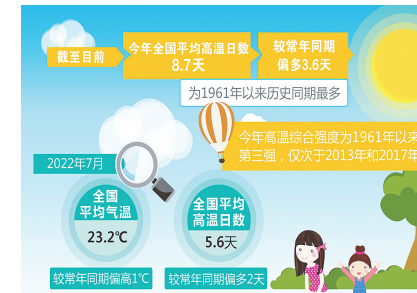 截至目前
今年全国平均高温日数
8.7天
较常年同期
偏多3.6天
为1961年以来历史同期最多
今年高温综合强度为1961年以来
第三强，仅次于2013年和2017年
2022年7月
全国
平均气温
23.2℃
较常年同期偏高1℃
全国平均
高温日数
5.6天
较常年同期偏多2天